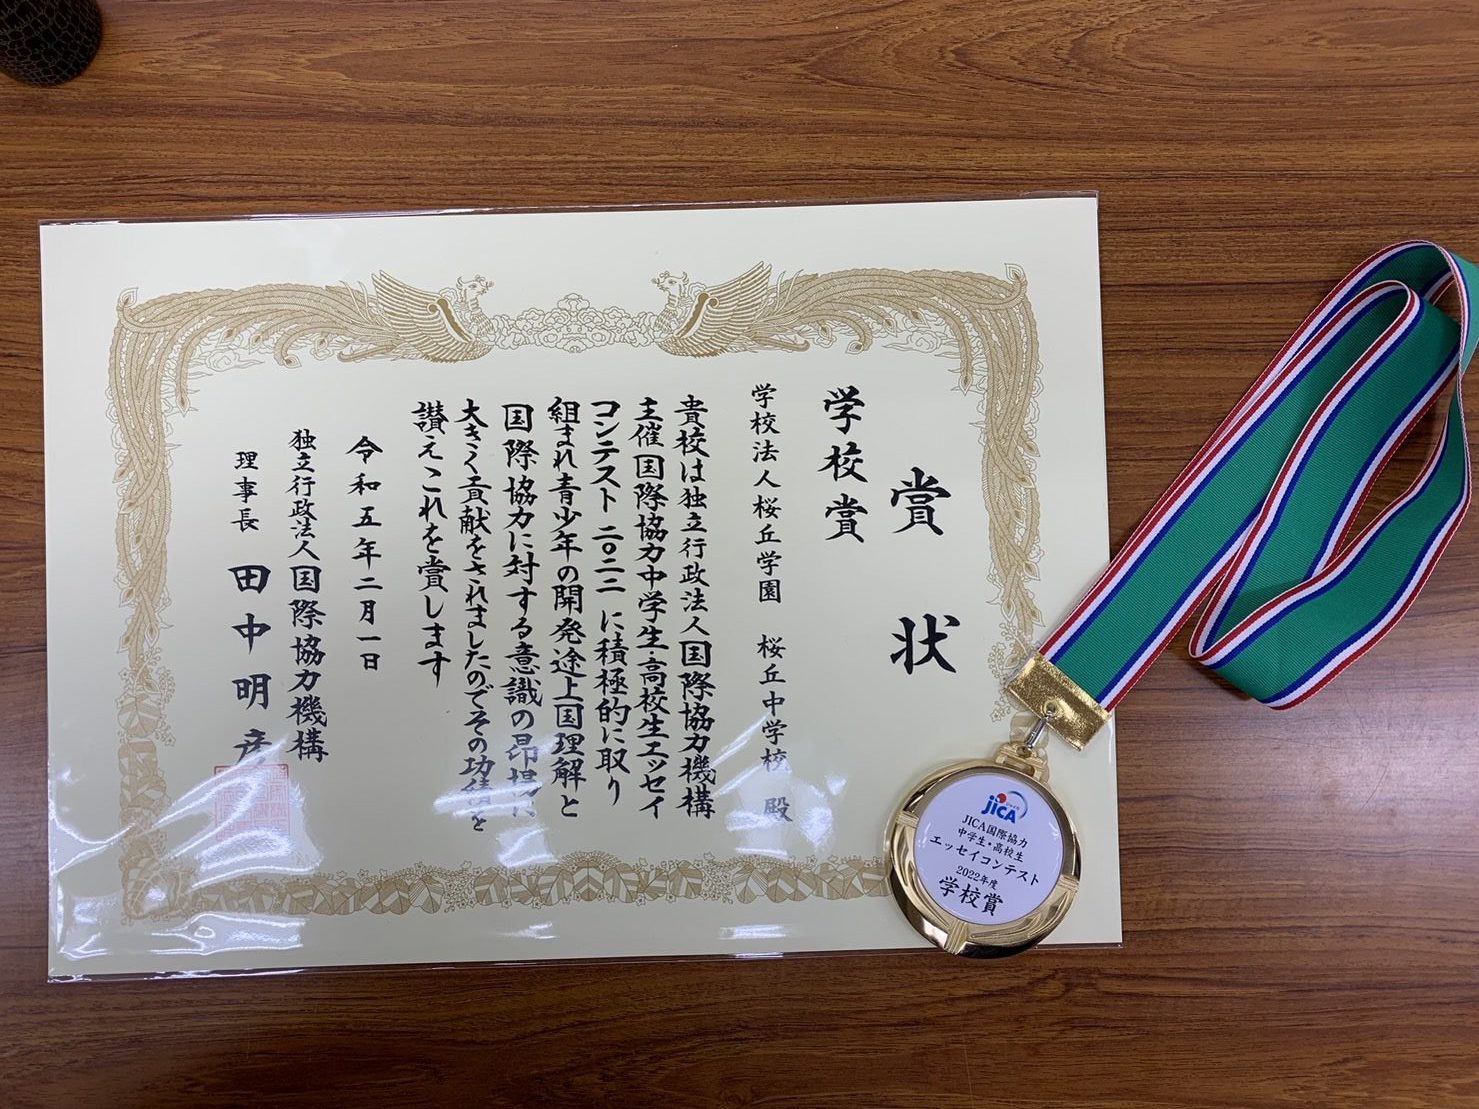 賞状
学校賞
学校法人桜丘学園 桜丘中学校 殿
貴校は独立行政法人国際協力機構
主催国際協力中学生高校生エッセイ
コンテスト二〇二二に積極的に取り
組まれ青少年の開発途上国理解と
国際協力に対する意識の昂揚に
大きく貢献をされましたのでその功績を
讃えこれを賞します
令和五年二月一日
独立行政法人国際協力機構
理事長 田中明彦
JICA
JICA国際協力
中学生・高校生
エッセイコンテスト
2022年度
学校賞